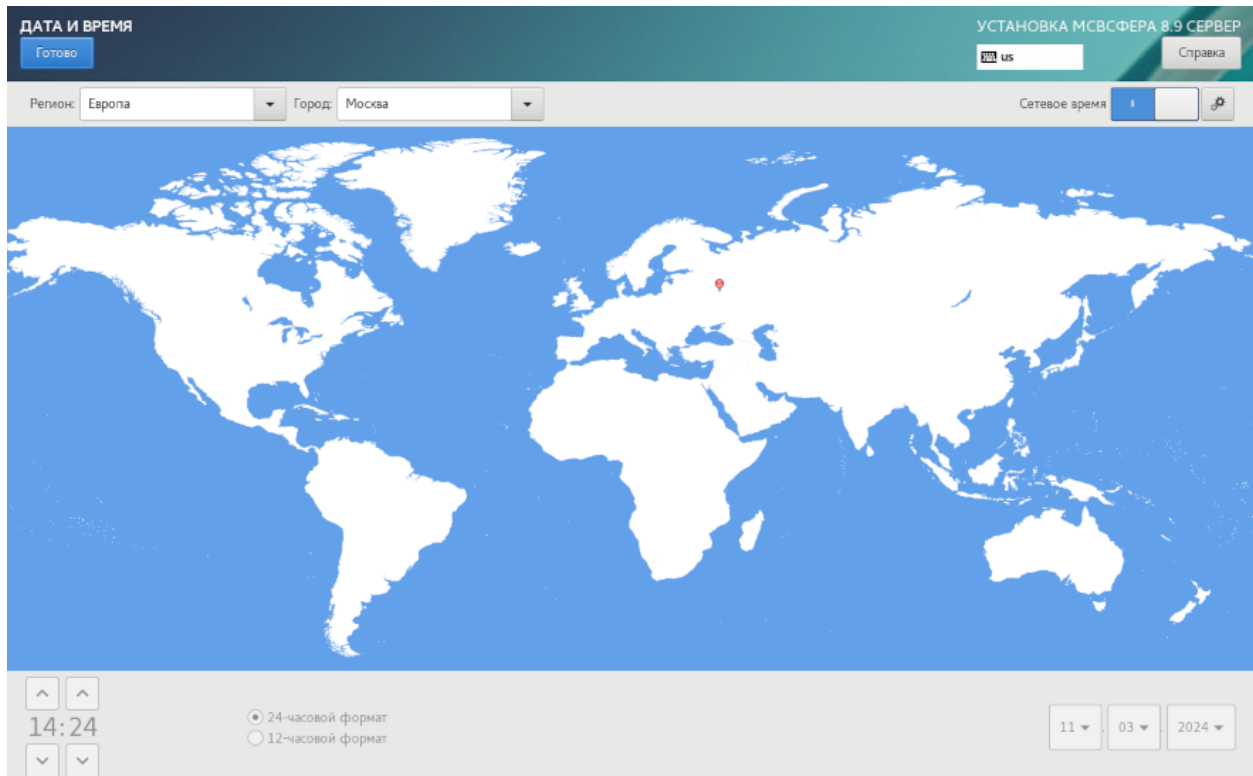 ДАТА И ВРЕМЯ
УСТАНОВКА МСВСФЕРА 8.9 СЕРВЕР
Готово
us
Справка
Регион: Европа Город: Москва Сетевое время
14:24
24-часовой формат
12-часовой формат
11 . 03 . 2024